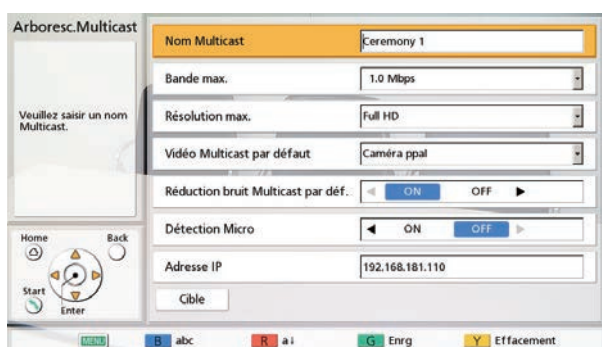 Arboresc.Multicast
Veuillez saisir un nom
Multicast.
Nom Multicast Ceremony 1
Bande max. 1.0 Mbps
Résolution max. Full HD
Vidéo Multicast par défaut Caméra ppal
Réduction bruit Multicast par déf. ON OFF
Détection Micro ON OFF
Adresse IP 192.168.181.110
Cible
Home Back
Start
Enter
MENU B abc R a↓ G Enrg Y Effacement